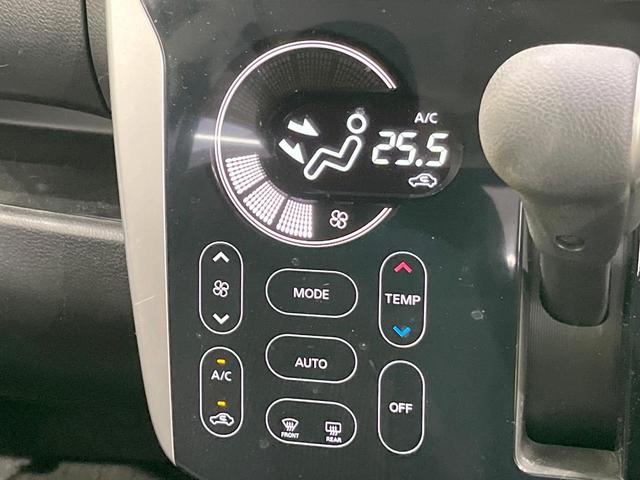 A/C
25.5
MODE
TEMP
AUTO
A/C
OFF
FRONT REAR